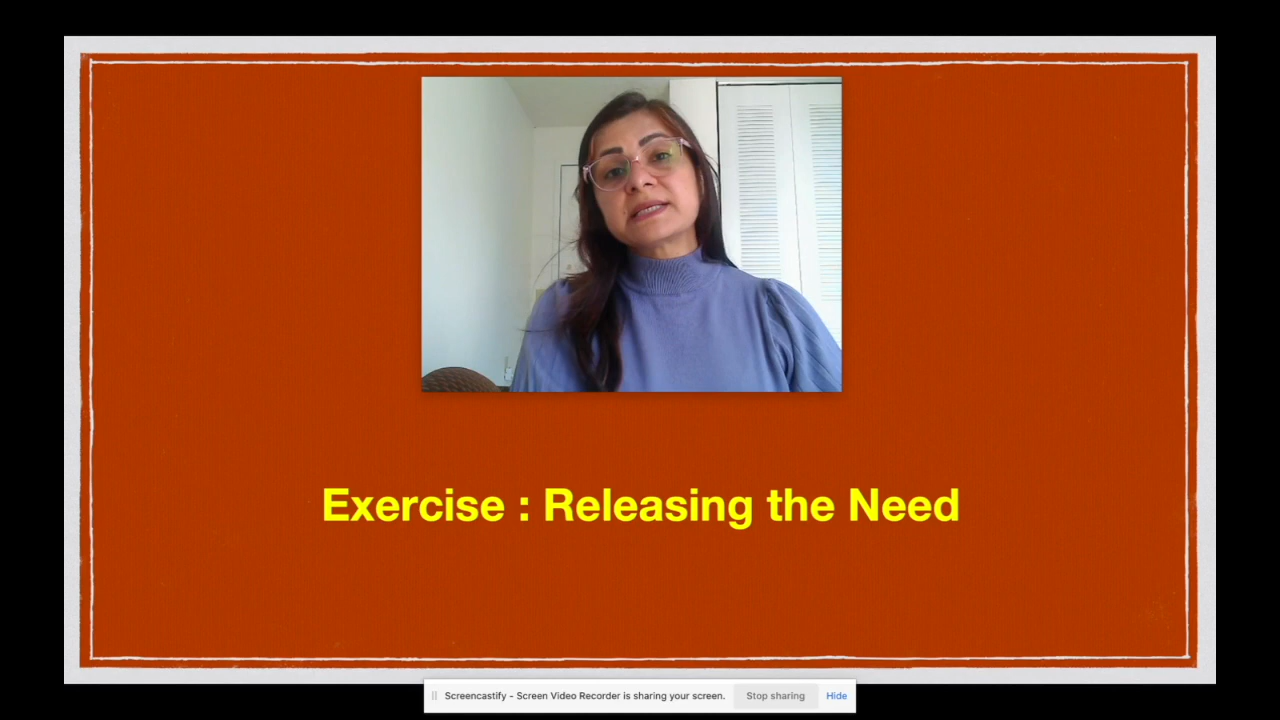 Exercise : Releasing the Need
Screencastify - Screen Video Recorder is sharing your screen. Stop sharing Hide